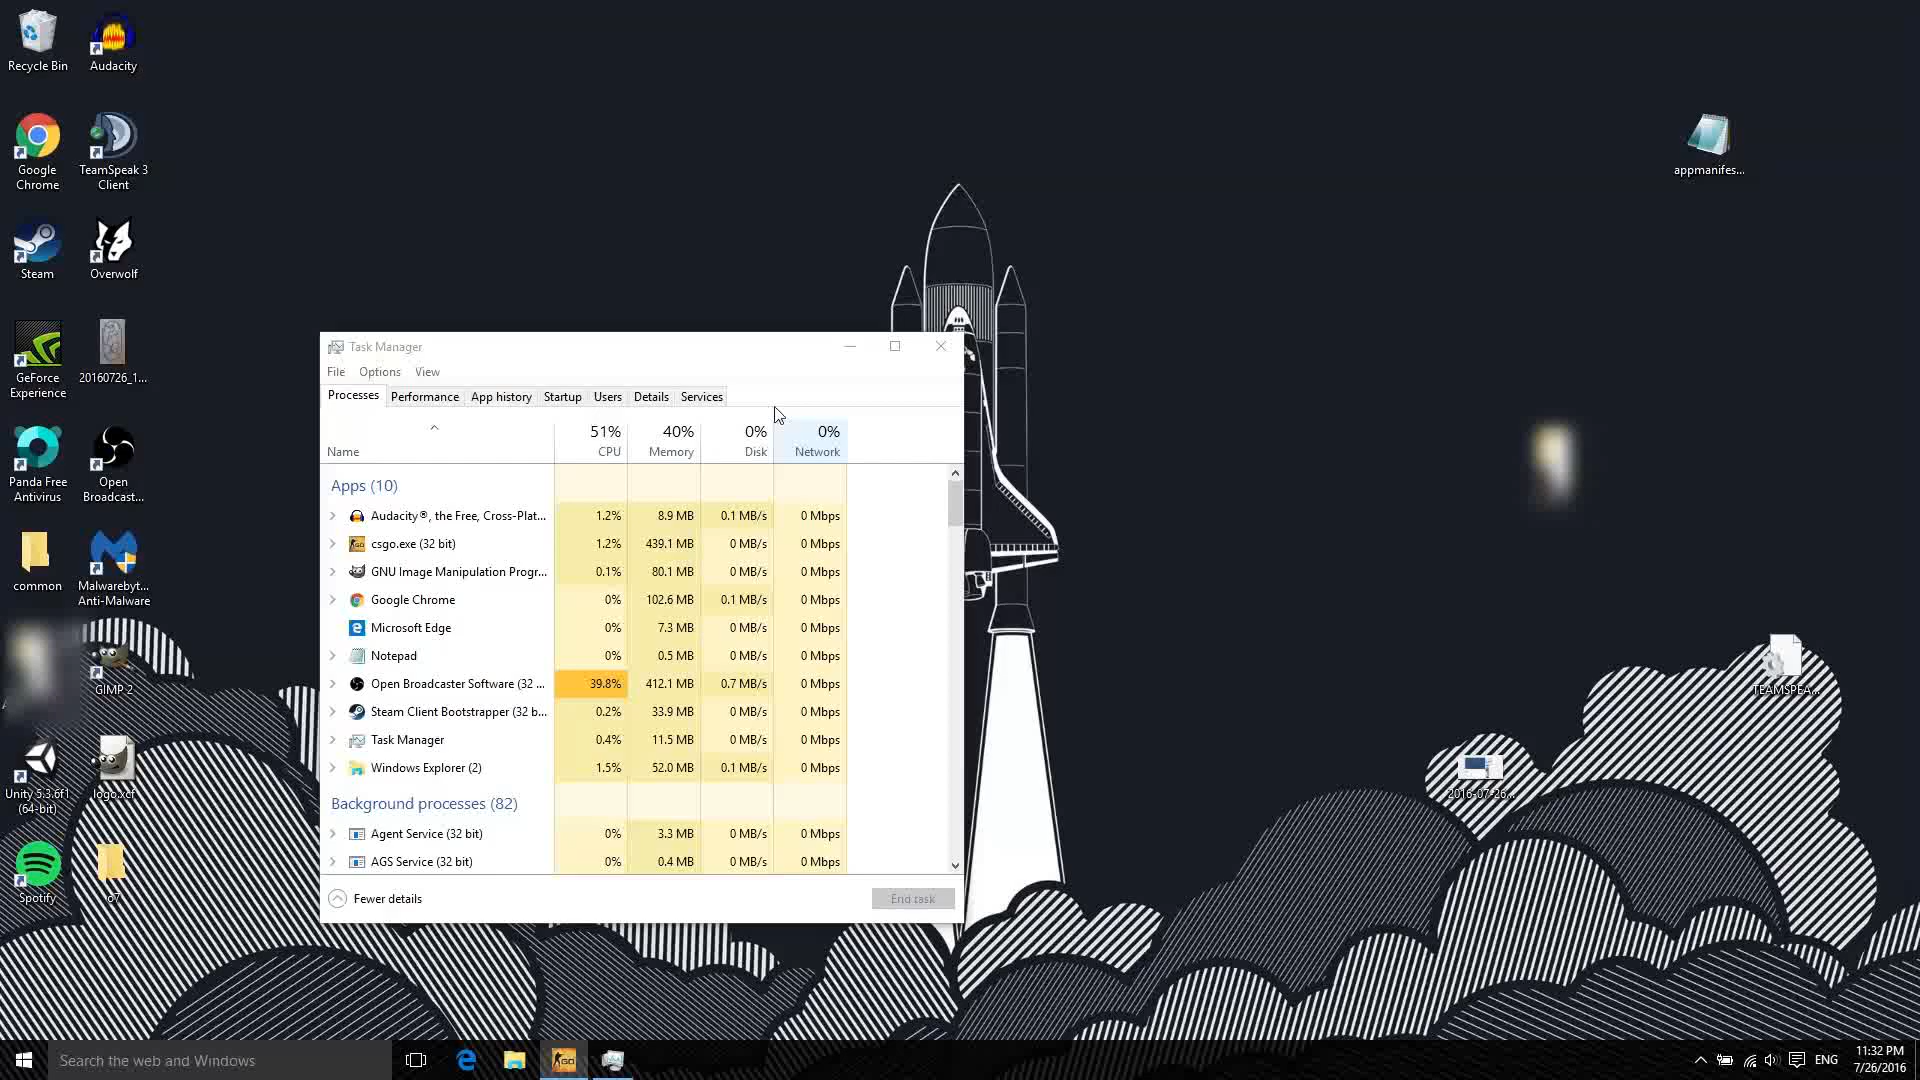 Recycle Bin
Audacity
Google
Chrome
TeamSpeak 3
Client
Steam
Overwolf
GeForce
Experience
20160726_1...
Panda Free
Antivirus
Open
Broadcast...
common
Malwarebyt...
Anti-Malware
GIMP 2
Unity 5.3.6f1
(64-bit)
logo.xcf
Spotify
o7
appmanifes...
TEAMSPEA...
2016-07-26...
Task Manager
File Options View
Processes Performance App history Startup Users Details Services
51% 40% 0% 0%
Name CPU Memory Disk Network
Apps (10)
Audacity®, the Free, Cross-Plat... 1.2% 8.9 MB 0.1 MB/s 0 Mbps
csgo.exe (32 bit) 1.2% 439.1 MB 0 MB/s 0 Mbps
GNU Image Manipulation Progr... 0.1% 80.1 MB 0 MB/s 0 Mbps
Google Chrome 0% 102.6 MB 0.1 MB/s 0 Mbps
Microsoft Edge 0% 7.3 MB 0 MB/s 0 Mbps
Notepad 0% 0.5 MB 0 MB/s 0 Mbps
Open Broadcaster Software (32 ... 39.8% 412.1 MB 0.7 MB/s 0 Mbps
Steam Client Bootstrapper (32 b... 0.2% 33.9 MB 0 MB/s 0 Mbps
Task Manager 0.4% 11.5 MB 0 MB/s 0 Mbps
Windows Explorer (2) 1.5% 52.0 MB 0.1 MB/s 0 Mbps
Background processes (82)
Agent Service (32 bit) 0% 3.3 MB 0 MB/s 0 Mbps
AGS Service (32 bit) 0% 0.4 MB 0 MB/s 0 Mbps
Fewer details
End task
Search the web and Windows
GO
ENG
11:32 PM
7/26/2016